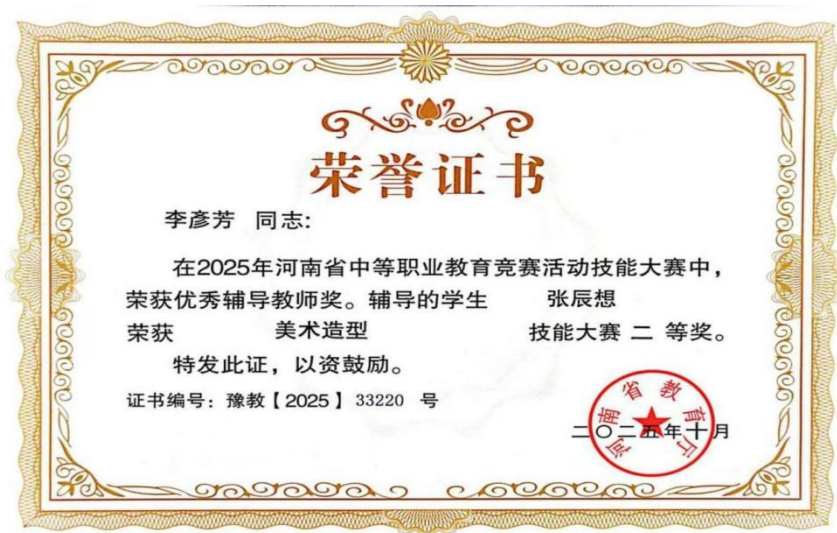 荣誉证书
李彦芳 同志:
在2025年河南省中等职业教育竞赛活动技能大赛中，
荣获优秀辅导教师奖。辅导的学生 张辰想
荣获 美术造型 技能大赛 二 等奖。
特发此证，以资鼓励。
证书编号：豫教【2025】33220 号
河南省教育厅
二〇二五年十月